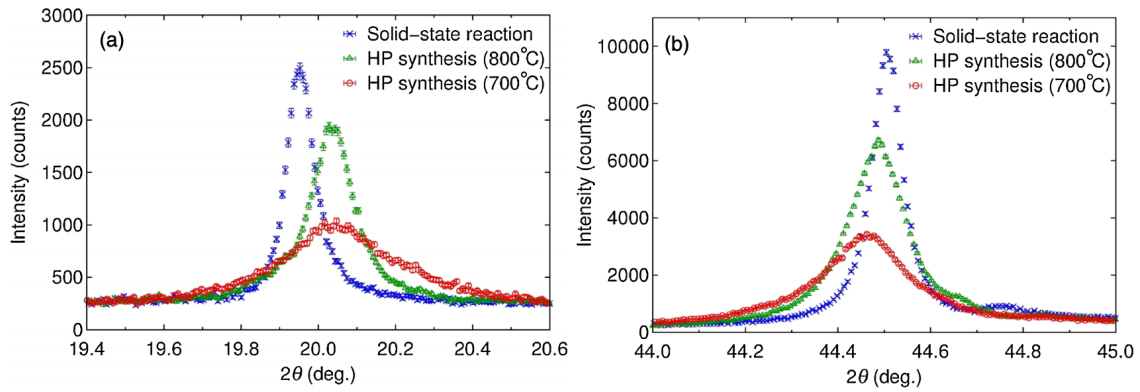 (a)
Solid−state reaction
HP synthesis (800°C)
HP synthesis (700°C)
3000
2500
2000
1500
1000
500
0
Intensity (counts)
19.4 19.6 19.8 20.0 20.2 20.4 20.6
2θ (deg.)
(b)
Solid−state reaction
HP synthesis (800°C)
HP synthesis (700°C)
10000
8000
6000
4000
2000
0
Intensity (counts)
44.0 44.2 44.4 44.6 44.8 45.0
2θ (deg.)